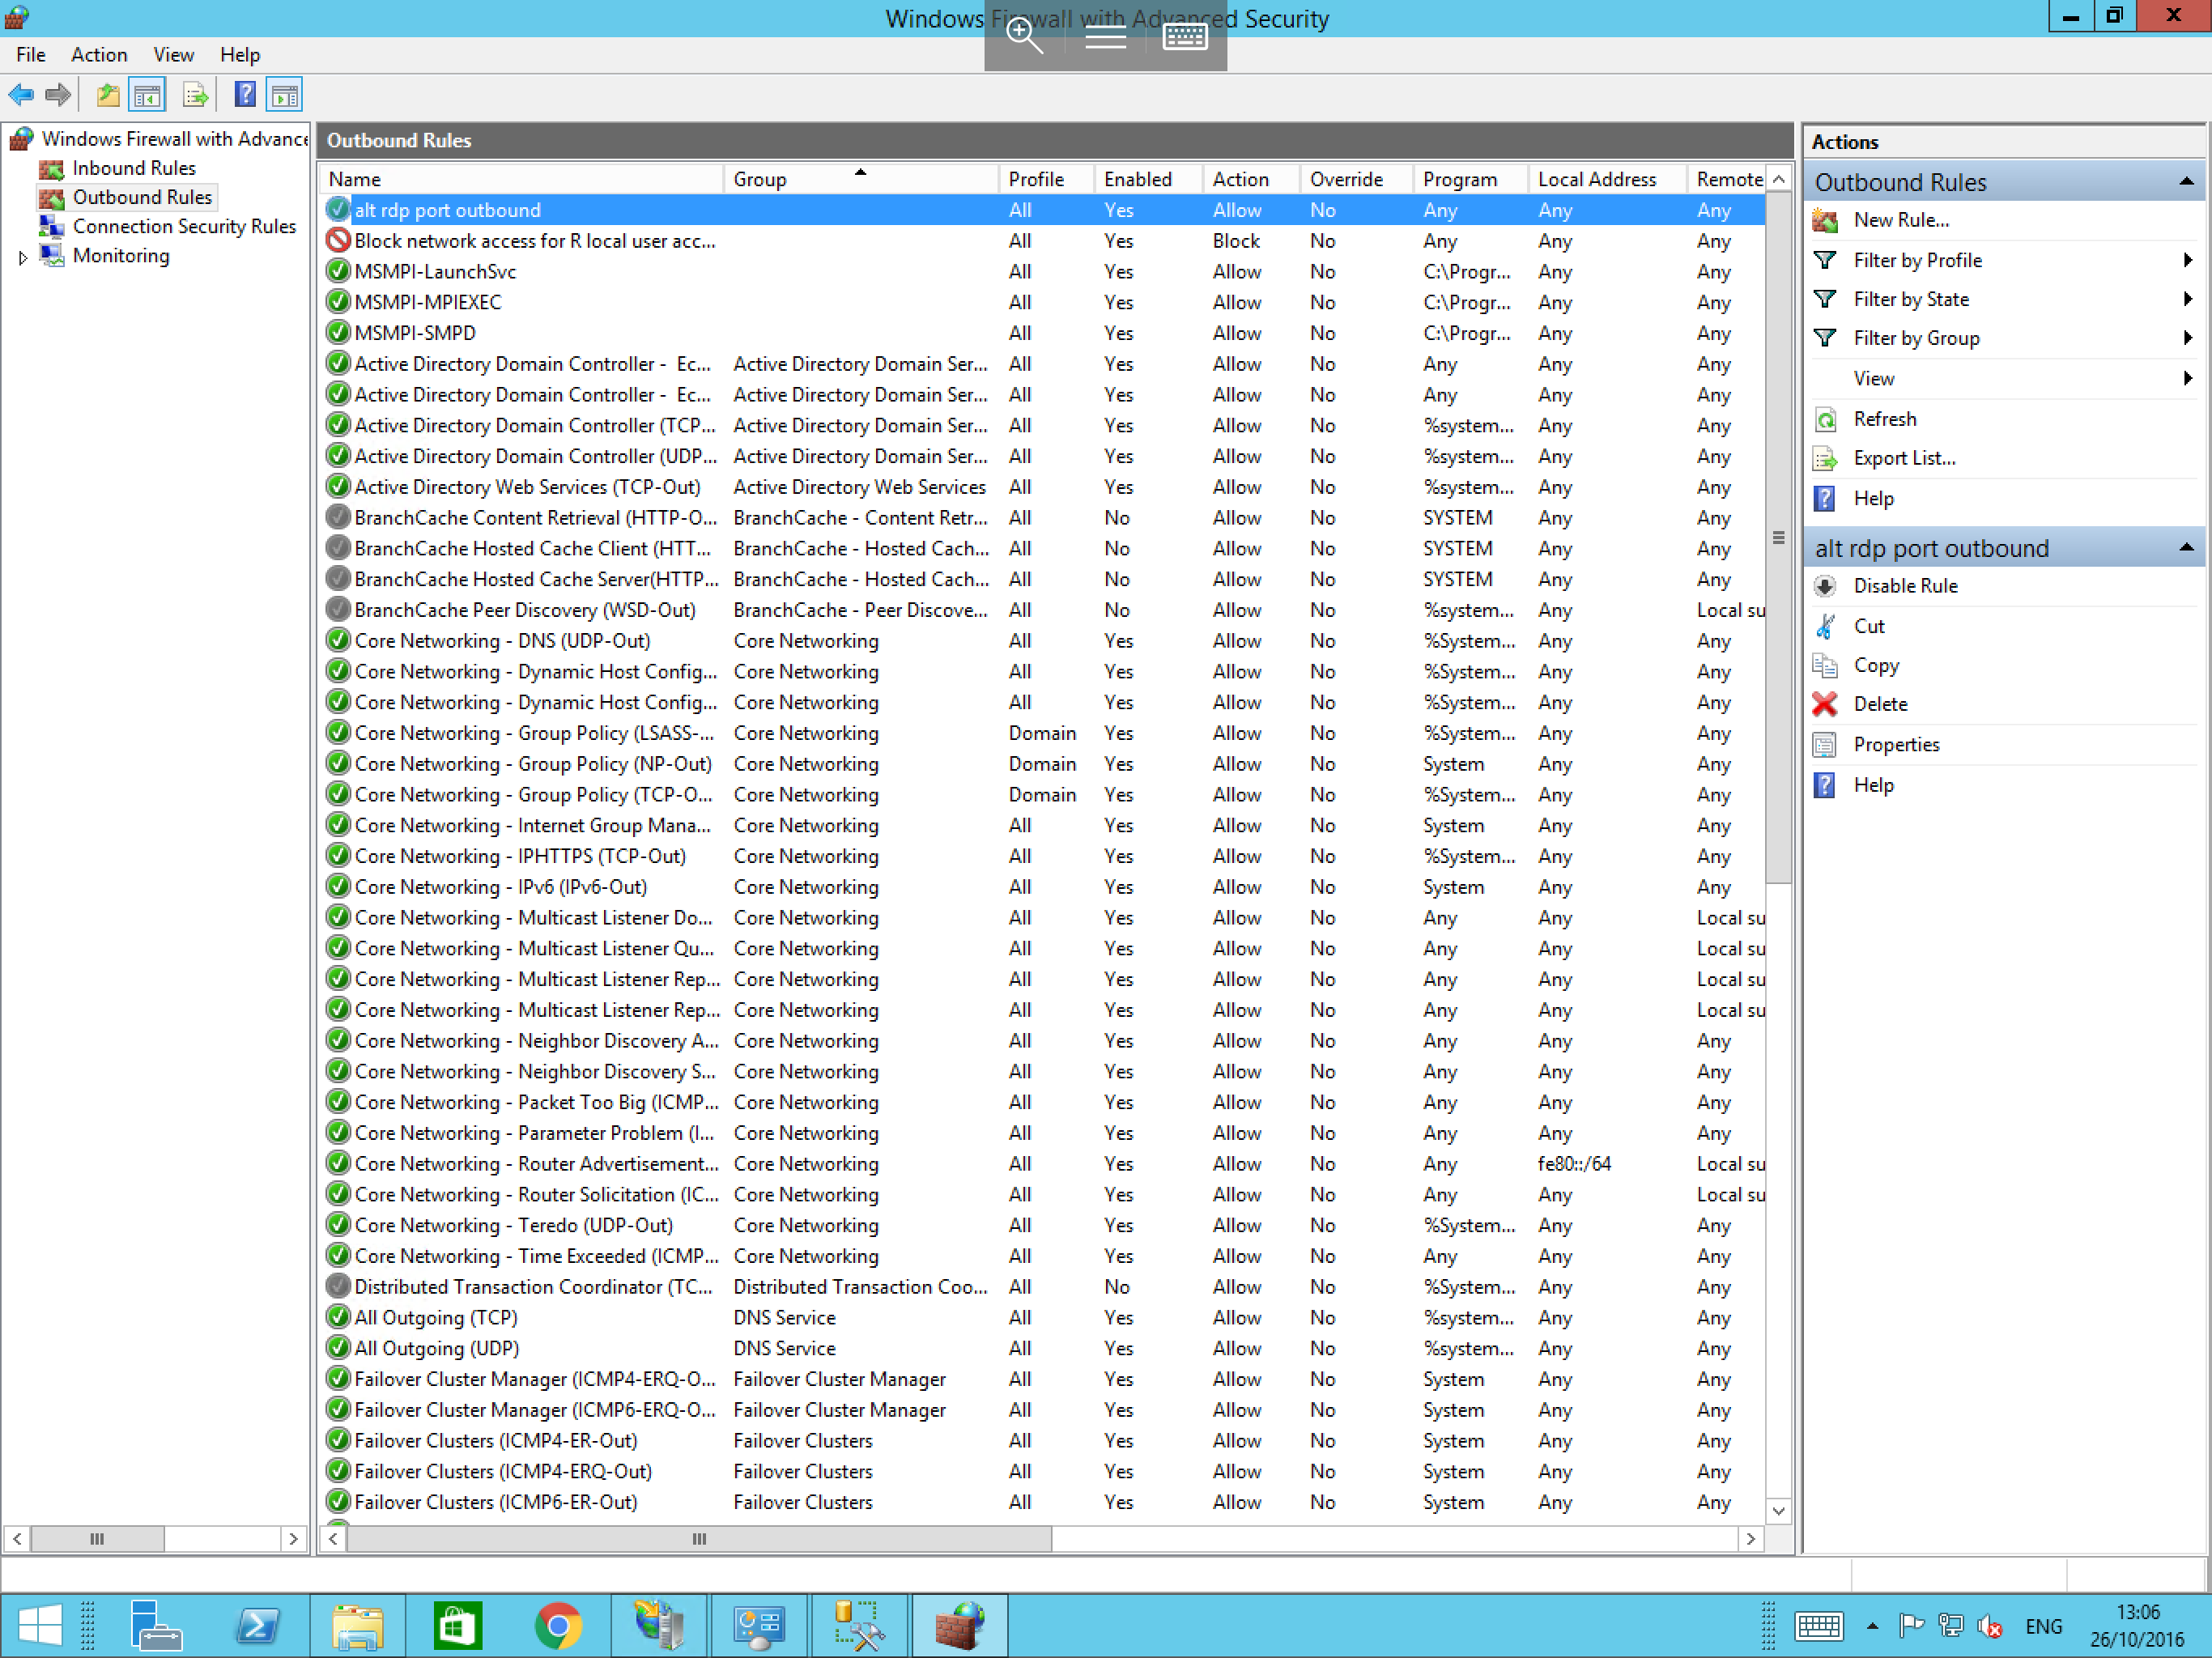 Windows Firewall with Advanced Security
File Action View Help
Windows Firewall with Advance
Inbound Rules
Outbound Rules
Connection Security Rules
Monitoring
Outbound Rules
Name Group Profile Enabled Action Override Program Local Address Remote
alt rdp port outbound All Yes Allow No Any Any Any
Block network access for R local user acc... All Yes Block No Any Any Any
MSMPI-LaunchSvc All Yes Allow No C:\Progr... Any Any
MSMPI-MPIEXEC All Yes Allow No C:\Progr... Any Any
MSMPI-SMPD All Yes Allow No C:\Progr... Any Any
Active Directory Domain Controller - Ec... Active Directory Domain Ser... All Yes Allow No Any Any Any
Active Directory Domain Controller - Ec... Active Directory Domain Ser... All Yes Allow No Any Any Any
Active Directory Domain Controller (TCP... Active Directory Domain Ser... All Yes Allow No %system... Any Any
Active Directory Domain Controller (UDP... Active Directory Domain Ser... All Yes Allow No %system... Any Any
Active Directory Web Services (TCP-Out) Active Directory Web Services All Yes Allow No %system... Any Any
BranchCache Content Retrieval (HTTP-O... BranchCache - Content Retr... All No Allow No SYSTEM Any Any
BranchCache Hosted Cache Client (HTT... BranchCache - Hosted Cach... All No Allow No SYSTEM Any Any
BranchCache Hosted Cache Server(HTTP... BranchCache - Hosted Cach... All No Allow No SYSTEM Any Any
BranchCache Peer Discovery (WSD-Out) BranchCache - Peer Discove... All No Allow No %system... Any Local su
Core Networking - DNS (UDP-Out) Core Networking All Yes Allow No %System... Any Any
Core Networking - Dynamic Host Config... Core Networking All Yes Allow No %System... Any Any
Core Networking - Dynamic Host Config... Core Networking All Yes Allow No %System... Any Any
Core Networking - Group Policy (LSASS-... Core Networking Domain Yes Allow No %System... Any Any
Core Networking - Group Policy (NP-Out) Core Networking Domain Yes Allow No System Any Any
Core Networking - Group Policy (TCP-O... Core Networking Domain Yes Allow No %System... Any Any
Core Networking - Internet Group Mana... Core Networking All Yes Allow No System Any Any
Core Networking - IPHTTPS (TCP-Out) Core Networking All Yes Allow No %System... Any Any
Core Networking - IPv6 (IPv6-Out) Core Networking All Yes Allow No System Any Any
Core Networking - Multicast Listener Do... Core Networking All Yes Allow No Any Any Local su
Core Networking - Multicast Listener Qu... Core Networking All Yes Allow No Any Any Local su
Core Networking - Multicast Listener Rep... Core Networking All Yes Allow No Any Any Local su
Core Networking - Multicast Listener Rep... Core Networking All Yes Allow No Any Any Local su
Core Networking - Neighbor Discovery A... Core Networking All Yes Allow No Any Any Any
Core Networking - Neighbor Discovery S... Core Networking All Yes Allow No Any Any Any
Core Networking - Packet Too Big (ICMP... Core Networking All Yes Allow No Any Any Any
Core Networking - Parameter Problem (I... Core Networking All Yes Allow No Any Any Any
Core Networking - Router Advertisement... Core Networking All Yes Allow No Any fe80::/64 Local su
Core Networking - Router Solicitation (IC... Core Networking All Yes Allow No Any Any Local su
Core Networking - Teredo (UDP-Out) Core Networking All Yes Allow No %System... Any Any
Core Networking - Time Exceeded (ICMP... Core Networking All Yes Allow No Any Any Any
Distributed Transaction Coordinator (TC... Distributed Transaction Coo... All No Allow No %System... Any Any
All Outgoing (TCP) DNS Service All Yes Allow No %system... Any Any
All Outgoing (UDP) DNS Service All Yes Allow No %system... Any Any
Failover Cluster Manager (ICMP4-ERQ-O... Failover Cluster Manager All Yes Allow No System Any Any
Failover Cluster Manager (ICMP6-ERQ-O... Failover Cluster Manager All Yes Allow No System Any Any
Failover Clusters (ICMP4-ER-Out) Failover Clusters All Yes Allow No System Any Any
Failover Clusters (ICMP4-ERQ-Out) Failover Clusters All Yes Allow No System Any Any
Failover Clusters (ICMP6-ER-Out) Failover Clusters All Yes Allow No System Any Any
Actions
Outbound Rules
New Rule...
Filter by Profile
Filter by State
Filter by Group
View
Refresh
Export List...
Help
alt rdp port outbound
Disable Rule
Cut
Copy
Delete
Properties
Help
ENG
13:06
26/10/2016